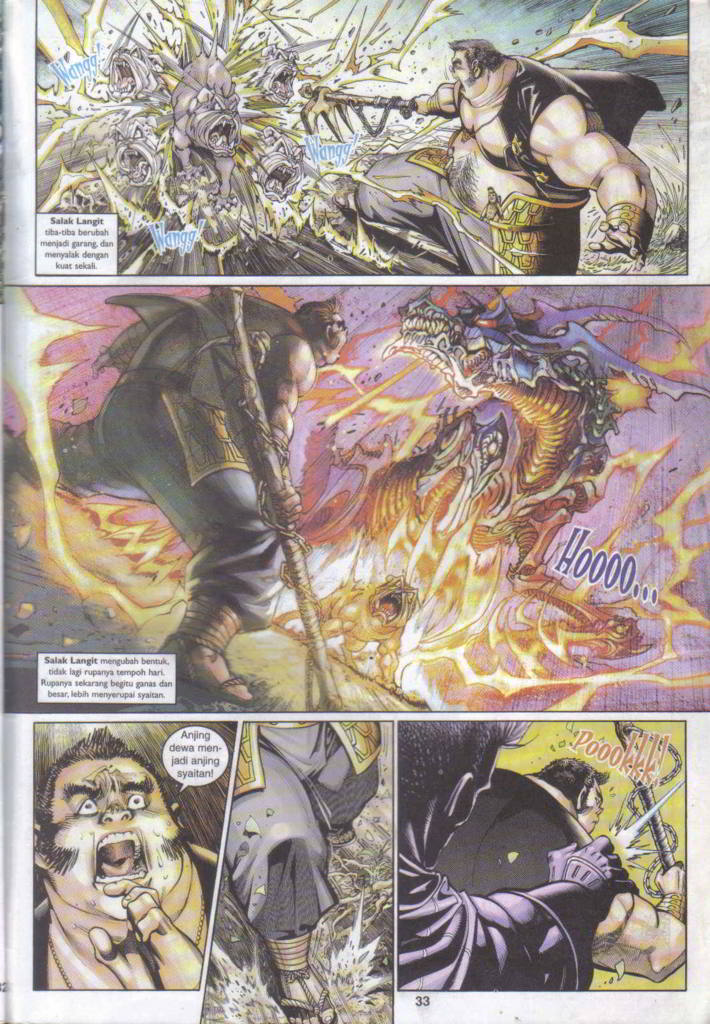 Wangg!
Wangg!
Wangg!
Salak Langit
tiba-tiba berubah
menjadi garang, dan
menyalak dengan
kuat sekali.
HOOOO...
Salak Langit mengubah bentuk,
tidak lagi rupanya tempoh hari.
Rupanya sekarang begitu ganas dan
besar, lebih menyerupai syaitan.
Anjing
dewa men-
jadi anjing
syaitan!
Poookkk!
33